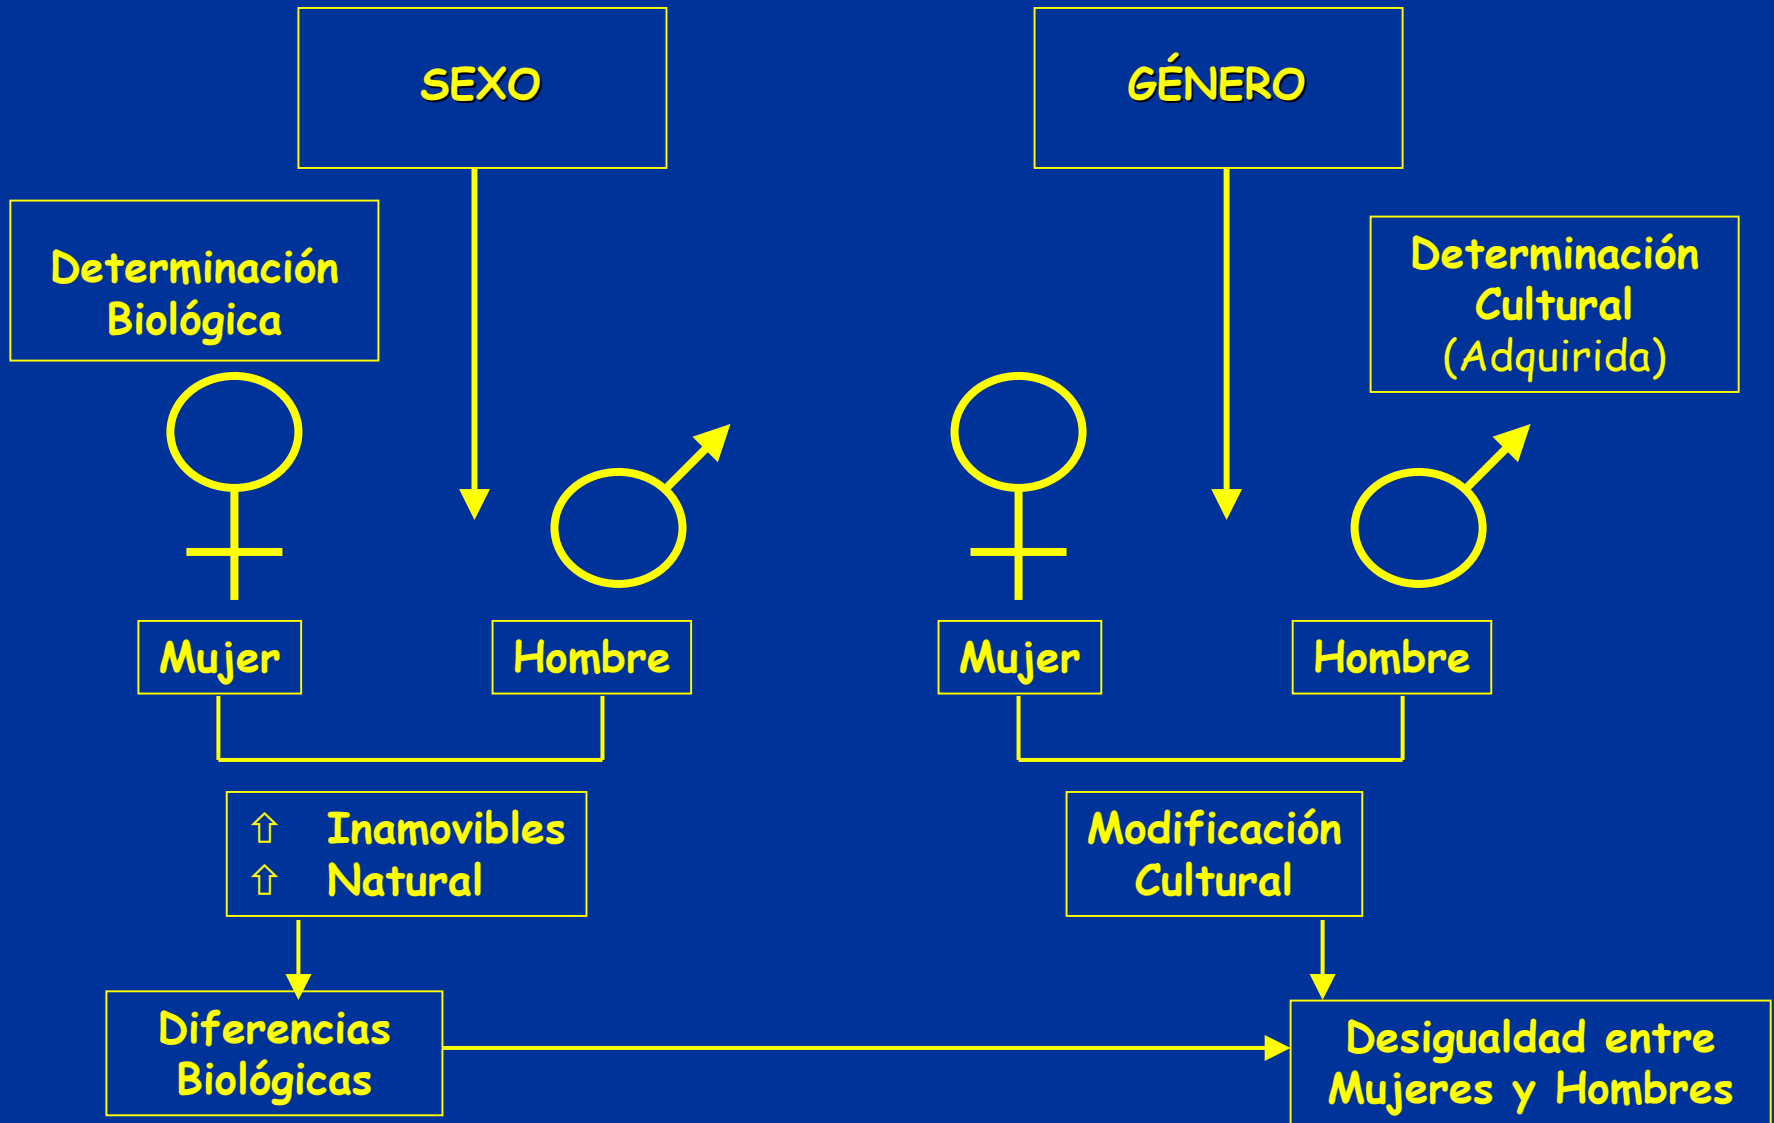 SEXO
GÉNERO
Determinación
Biológica
Determinación
Cultural
(Adquirida)
Mujer
Hombre
Mujer
Hombre
⇧ Inamovibles
⇧ Natural
Modificación
Cultural
Diferencias
Biológicas
Desigualdad entre
Mujeres y Hombres